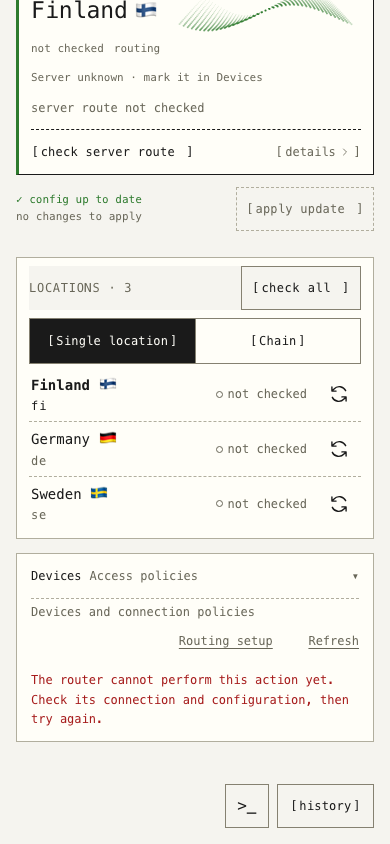 Finland 🇫🇮
not checked routing
Server unknown · mark it in Devices
server route not checked
[check server route ] [details > ]
✓ config up to date
no changes to apply
[apply update ]
LOCATIONS · 3 [check all ]
[Single location] [Chain]
Finland 🇫🇮 ○ not checked
fi
Germany 🇩🇪 ○ not checked
de
Sweden 🇸🇪 ○ not checked
se
Devices Access policies ▾
Devices and connection policies
Routing setup Refresh
The router cannot perform this action yet.
Check its connection and configuration, then
try again.
>_ [history]